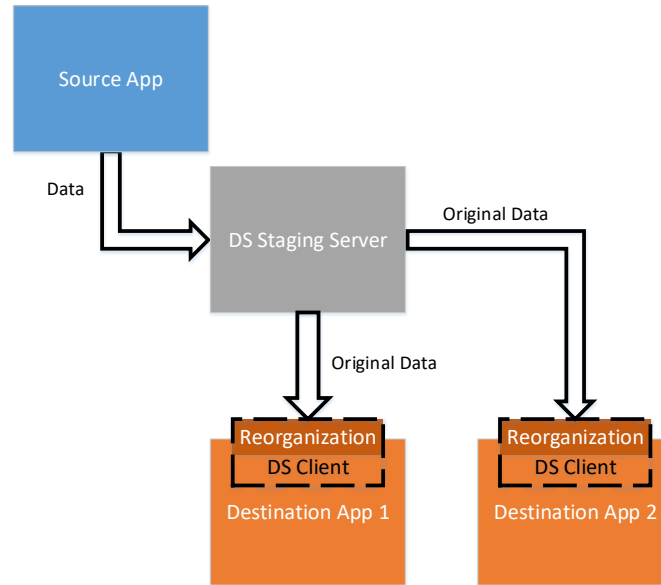 Source App
Data
DS Staging Server
Original Data
Original Data
Reorganization
DS Client
Destination App 1
Reorganization
DS Client
Destination App 2